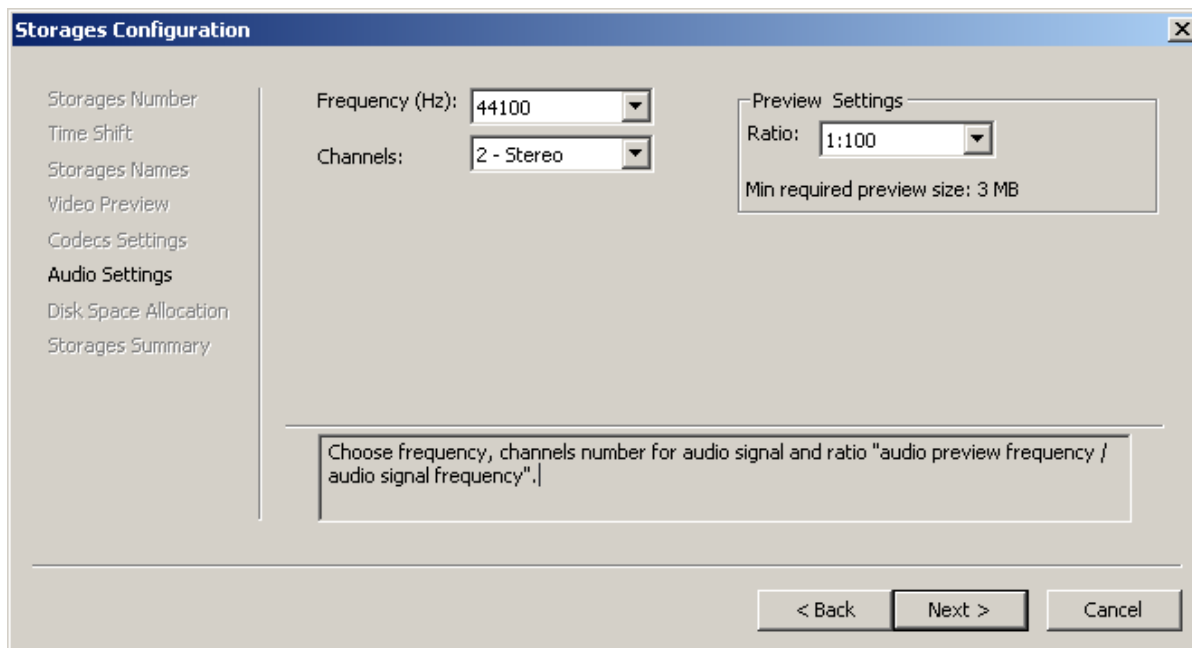 Storages Configuration
Storages Number
Time Shift
Storages Names
Video Preview
Codecs Settings
Audio Settings
Disk Space Allocation
Storages Summary
Frequency (Hz): 44100
Channels: 2 - Stereo
Preview Settings
Ratio: 1:100
Min required preview size: 3 MB
Choose frequency, channels number for audio signal and ratio "audio preview frequency /
audio signal frequency".
< Back Next > Cancel